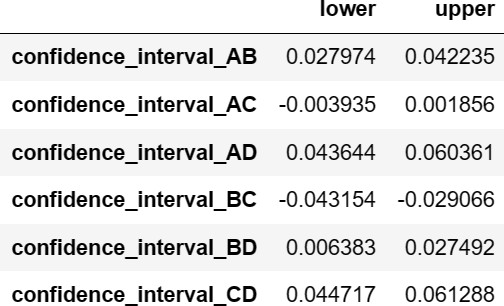 lower upper
confidence_interval_AB 0.027974 0.042235
confidence_interval_AC -0.003935 0.001856
confidence_interval_AD 0.043644 0.060361
confidence_interval_BC -0.043154 -0.029066
confidence_interval_BD 0.006383 0.027492
confidence_interval_CD 0.044717 0.061288